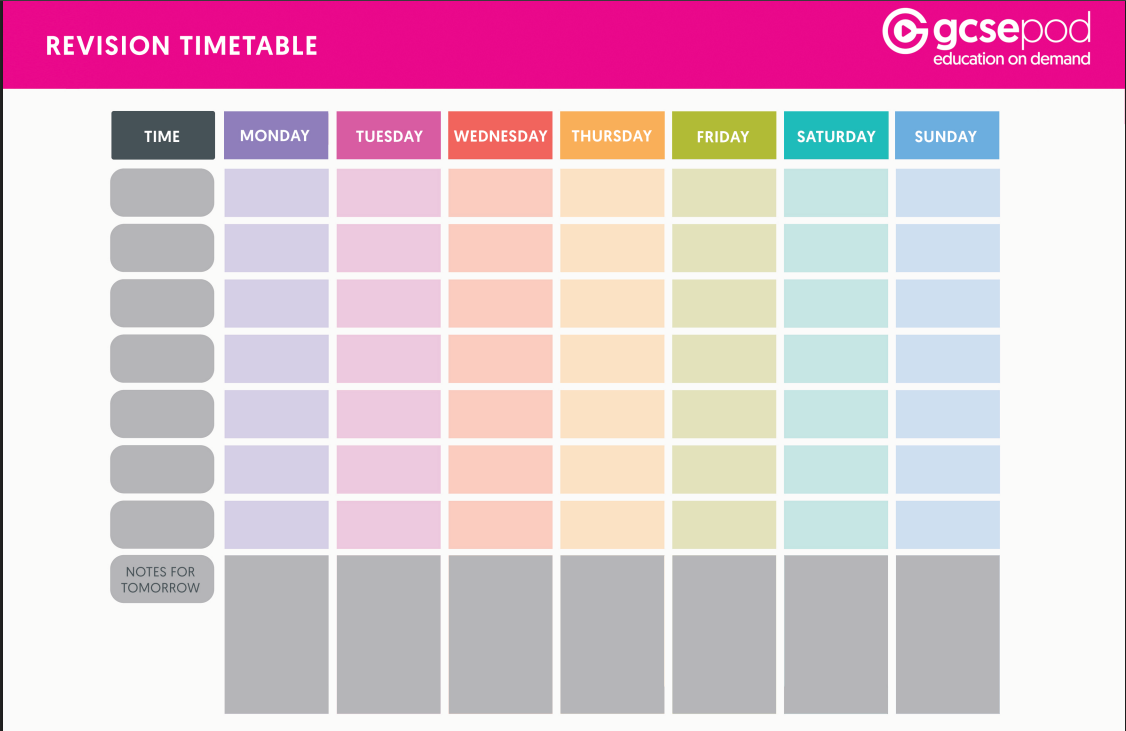 REVISION TIMETABLE
gcsepod
education on demand
TIME MONDAY TUESDAY WEDNESDAY THURSDAY FRIDAY SATURDAY SUNDAY
NOTES FOR
TOMORROW